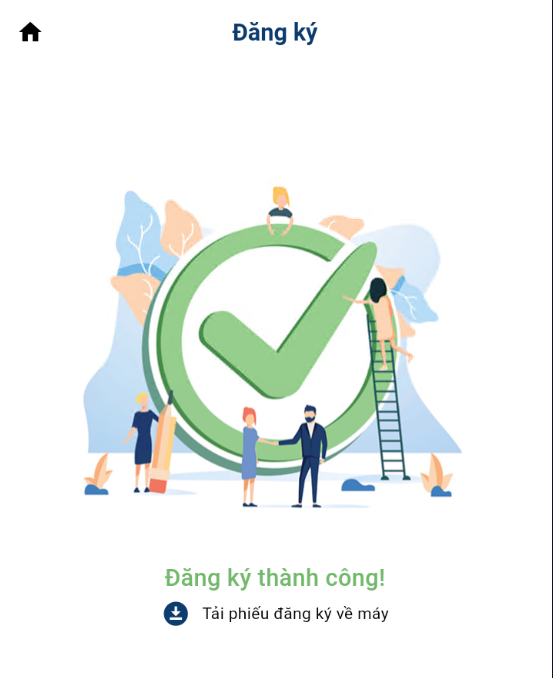 Đăng ký
Đăng ký thành công!
Tải phiếu đăng ký về máy